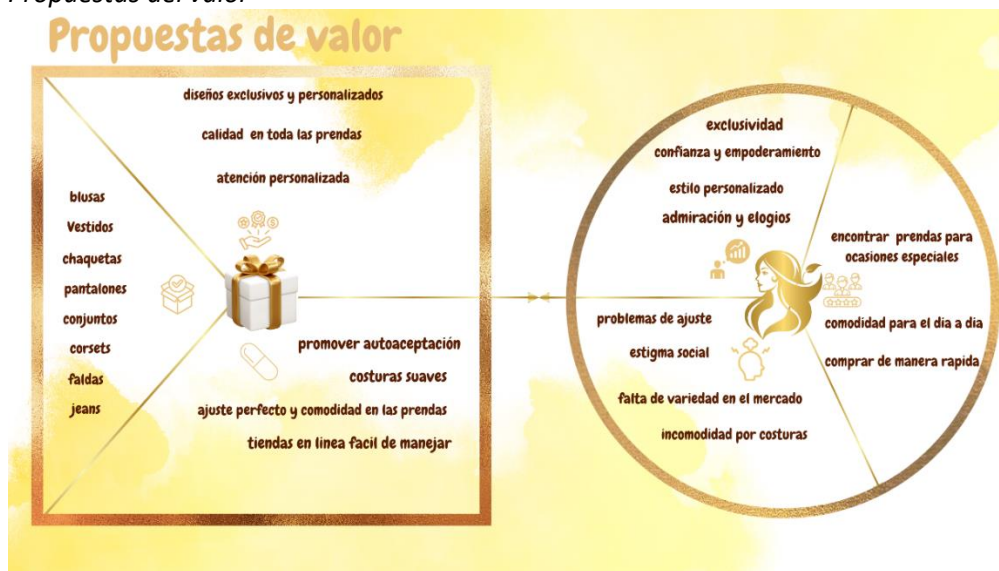 Propuestas del valor
Propuestas de valor
diseños exclusivos y personalizados
calidad en toda las prendas
atención personalizada
blusas
Vestidos
chaquetas
pantalones
conjuntos
corsets
faldas
jeans
promover autoaceptación
costuras suaves
ajuste perfecto y comodidad en las prendas
tiendas en linea facil de manejar
exclusividad
confianza y empoderamiento
estilo personalizado
admiración y elogios
encontrar prendas para
ocasiones especiales
comodidad para el dia a dia
comprar de manera rapida
problemas de ajuste
estigma social
falta de variedad en el mercado
incomodidad por costuras